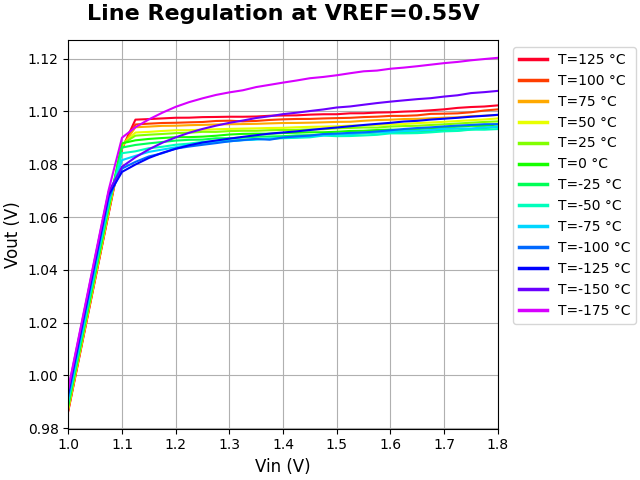 Line Regulation at VREF=0.55V
Vout (V)
1.12
1.10
1.08
1.06
1.04
1.02
1.00
0.98
1.0 1.1 1.2 1.3 1.4 1.5 1.6 1.7 1.8
Vin (V)
T=125 °C
T=100 °C
T=75 °C
T=50 °C
T=25 °C
T=0 °C
T=-25 °C
T=-50 °C
T=-75 °C
T=-100 °C
T=-125 °C
T=-150 °C
T=-175 °C